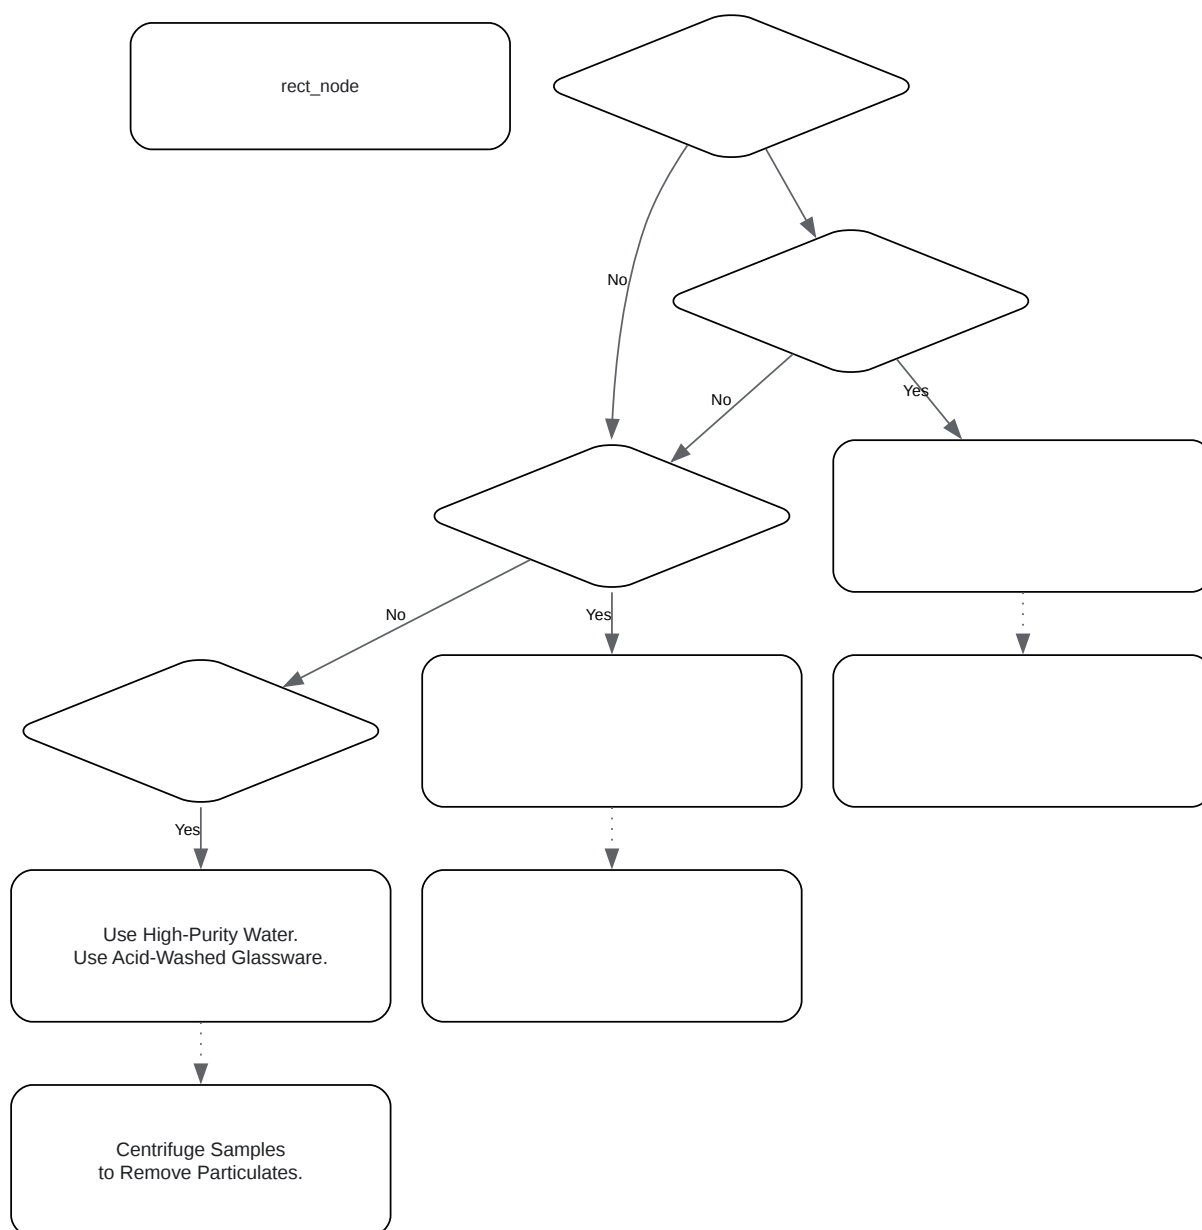 rect_node
No
No
Yes
No
Yes
Yes
Use High-Purity Water.
Use Acid-Washed Glassware.
Centrifuge Samples
to Remove Particulates.